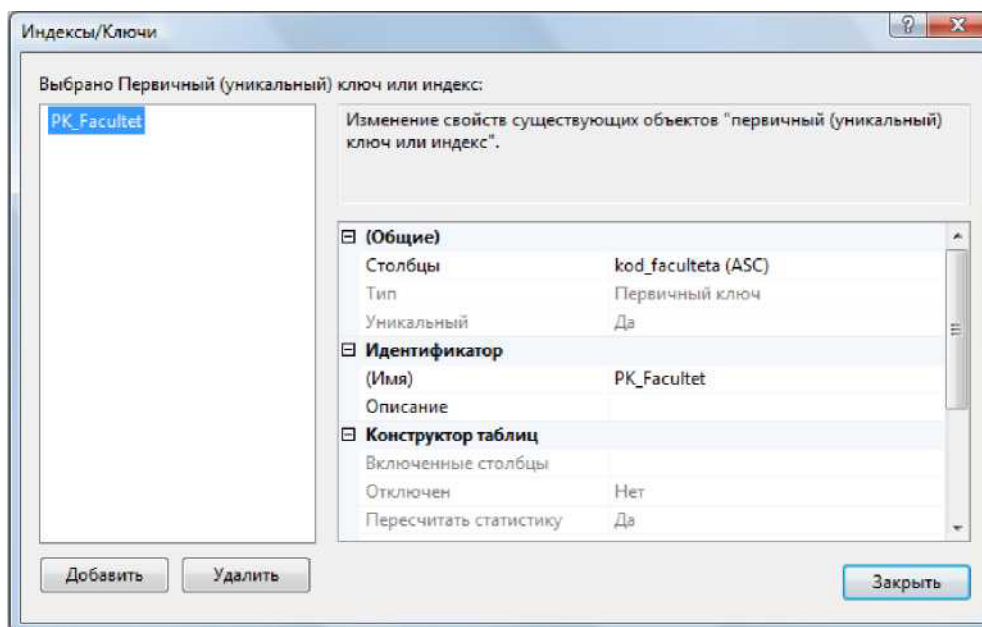 Индексы/Ключи
Выбрано Первичный (уникальный) ключ или индекс:
PK_Facultet
Изменение свойств существующих объектов "первичный (уникальный)
ключ или индекс".
(Общие)
Столбцы kod_faculteta (ASC)
Тип Первичный ключ
Уникальный Да
Идентификатор
(Имя) PK_Facultet
Описание
Конструктор таблиц
Включенные столбцы
Отключен Нет
Пересчитать статистику Да
Добавить Удалить
Закрыть